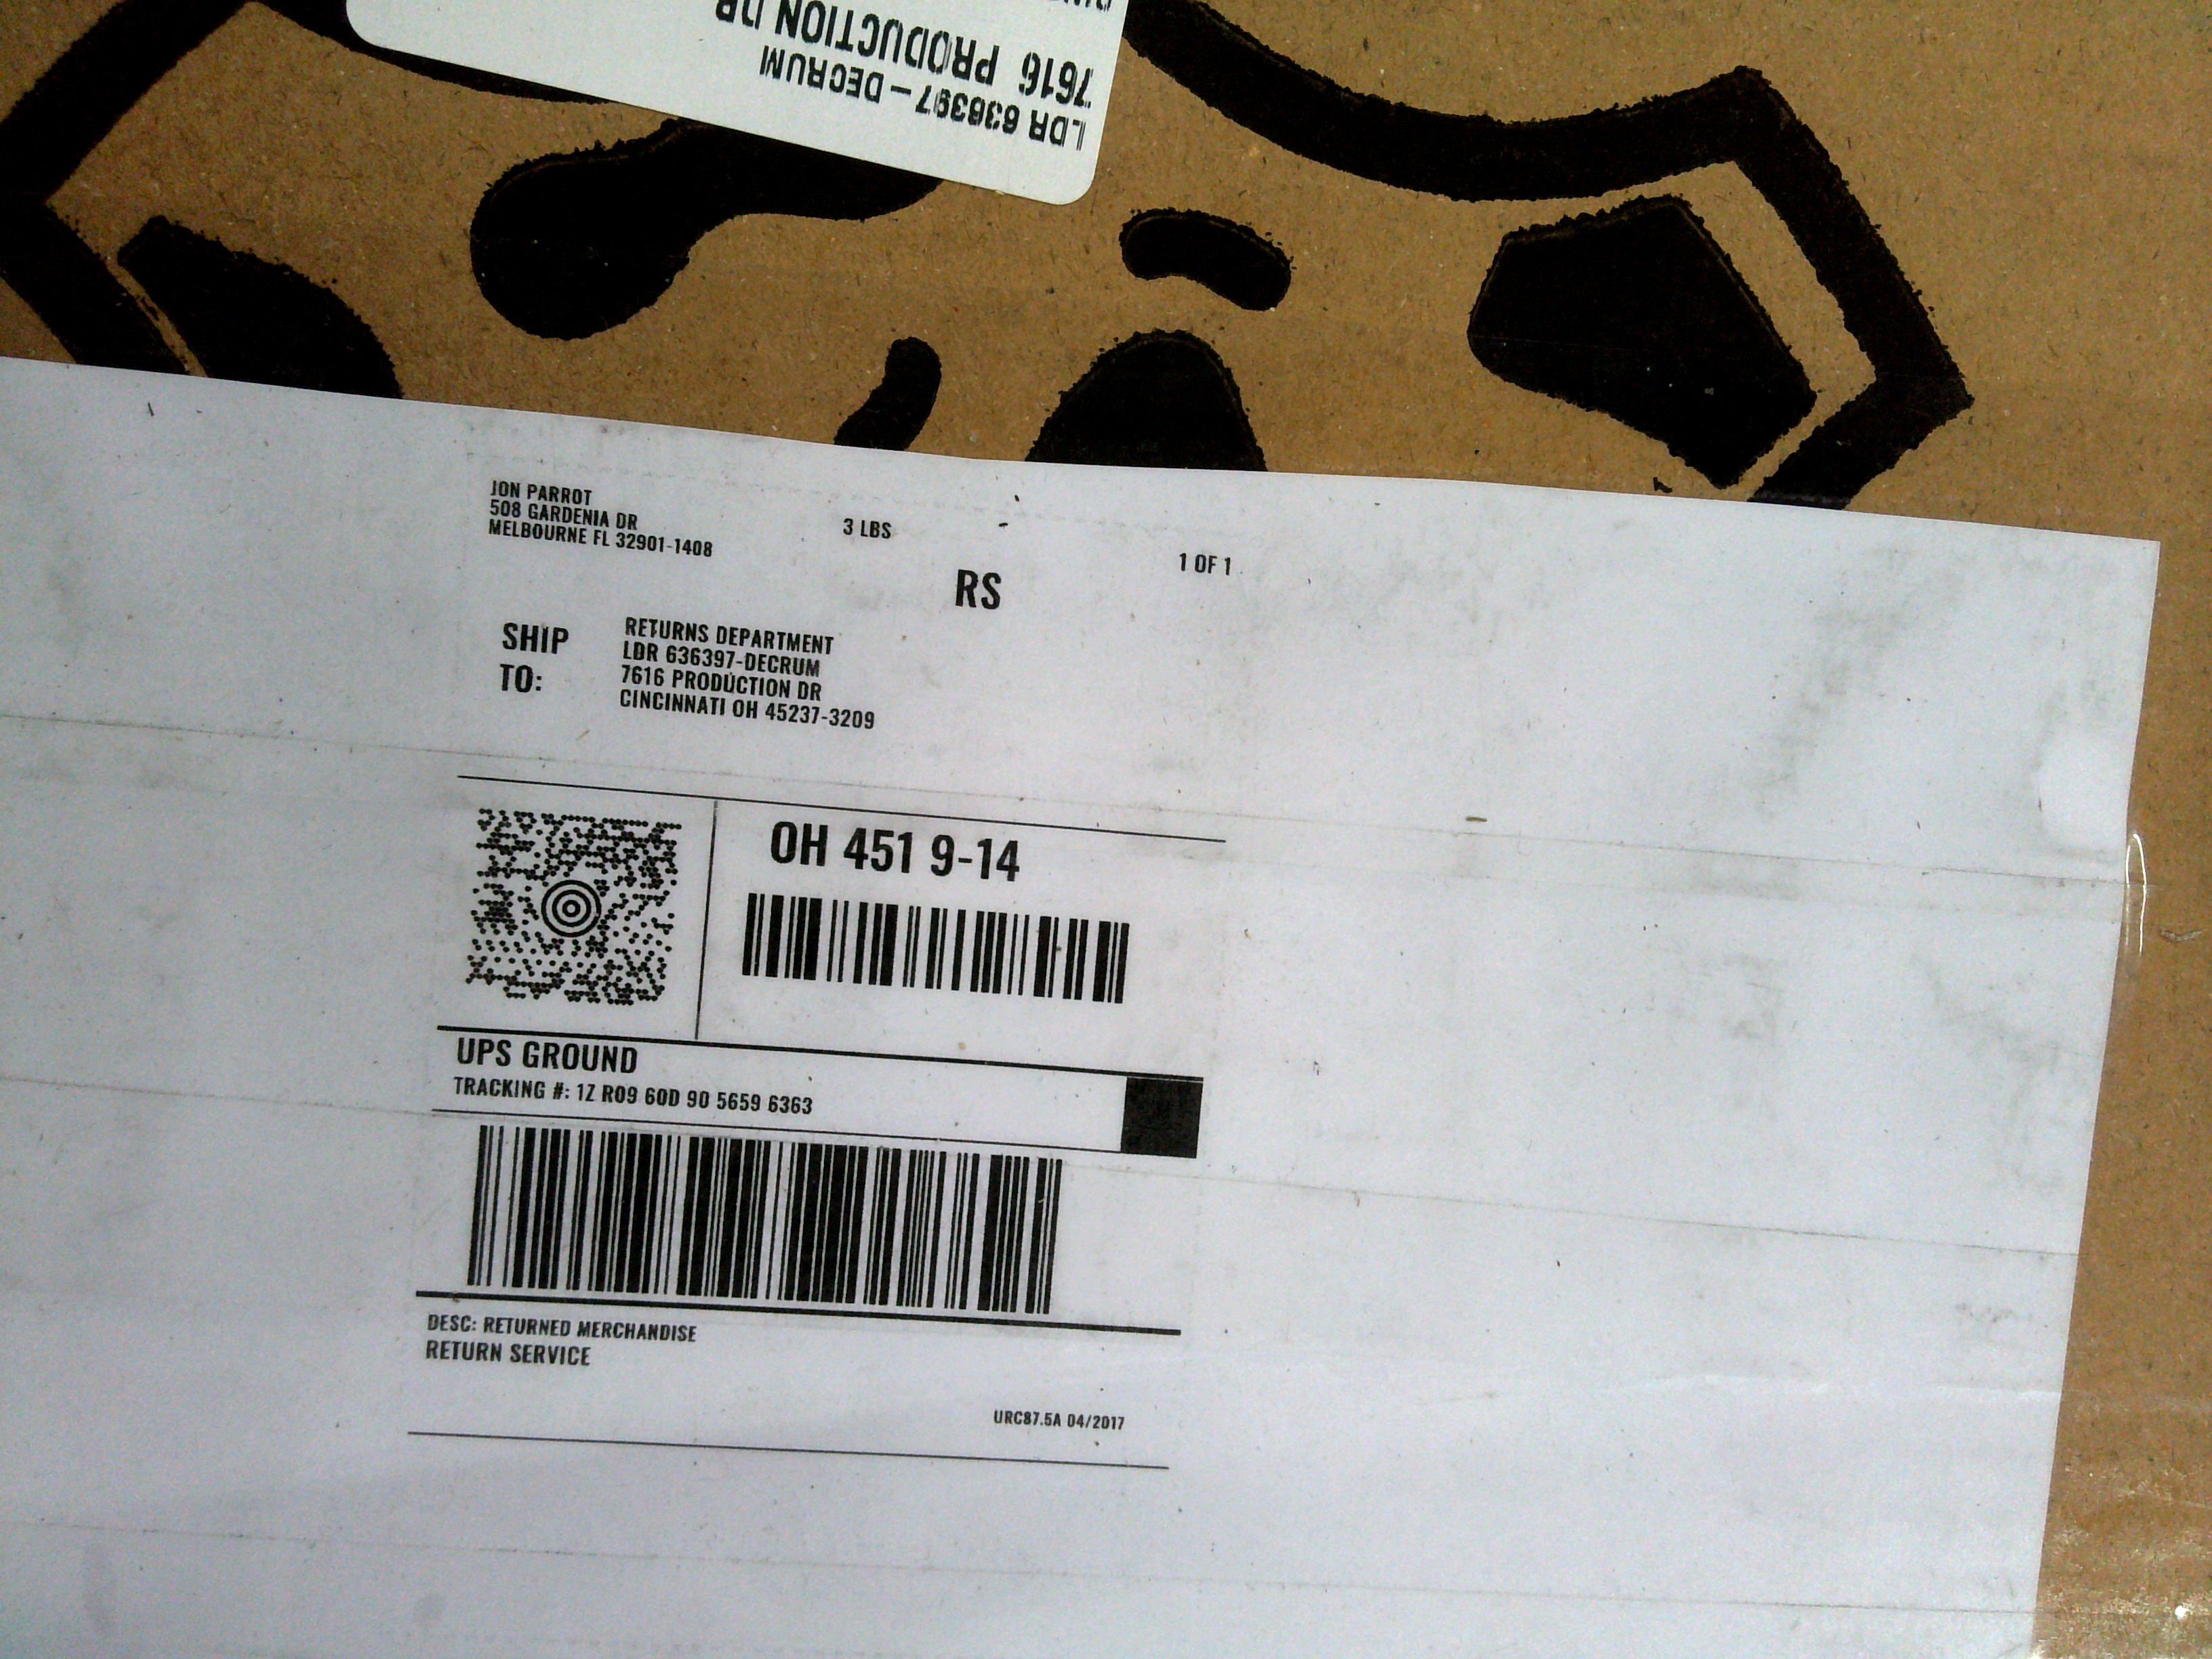 7616 PRODUCTION DR
LDR 636397 – DECRUM
JON PARROT
508 GARDENIA DR
MELBOURNE FL 32901-1408
3 LBS
1 OF 1
RS
SHIP TO:
RETURNS DEPARTMENT
LDR 636397-DECRUM
7616 PRODUCTION DR
CINCINNATI OH 45237-3209
OH 451 9-14
UPS GROUND
TRACKING #: 1Z R09 60D 90 5659 6363
DESC: RETURNED MERCHANDISE
RETURN SERVICE
URC87.5A 04/2017